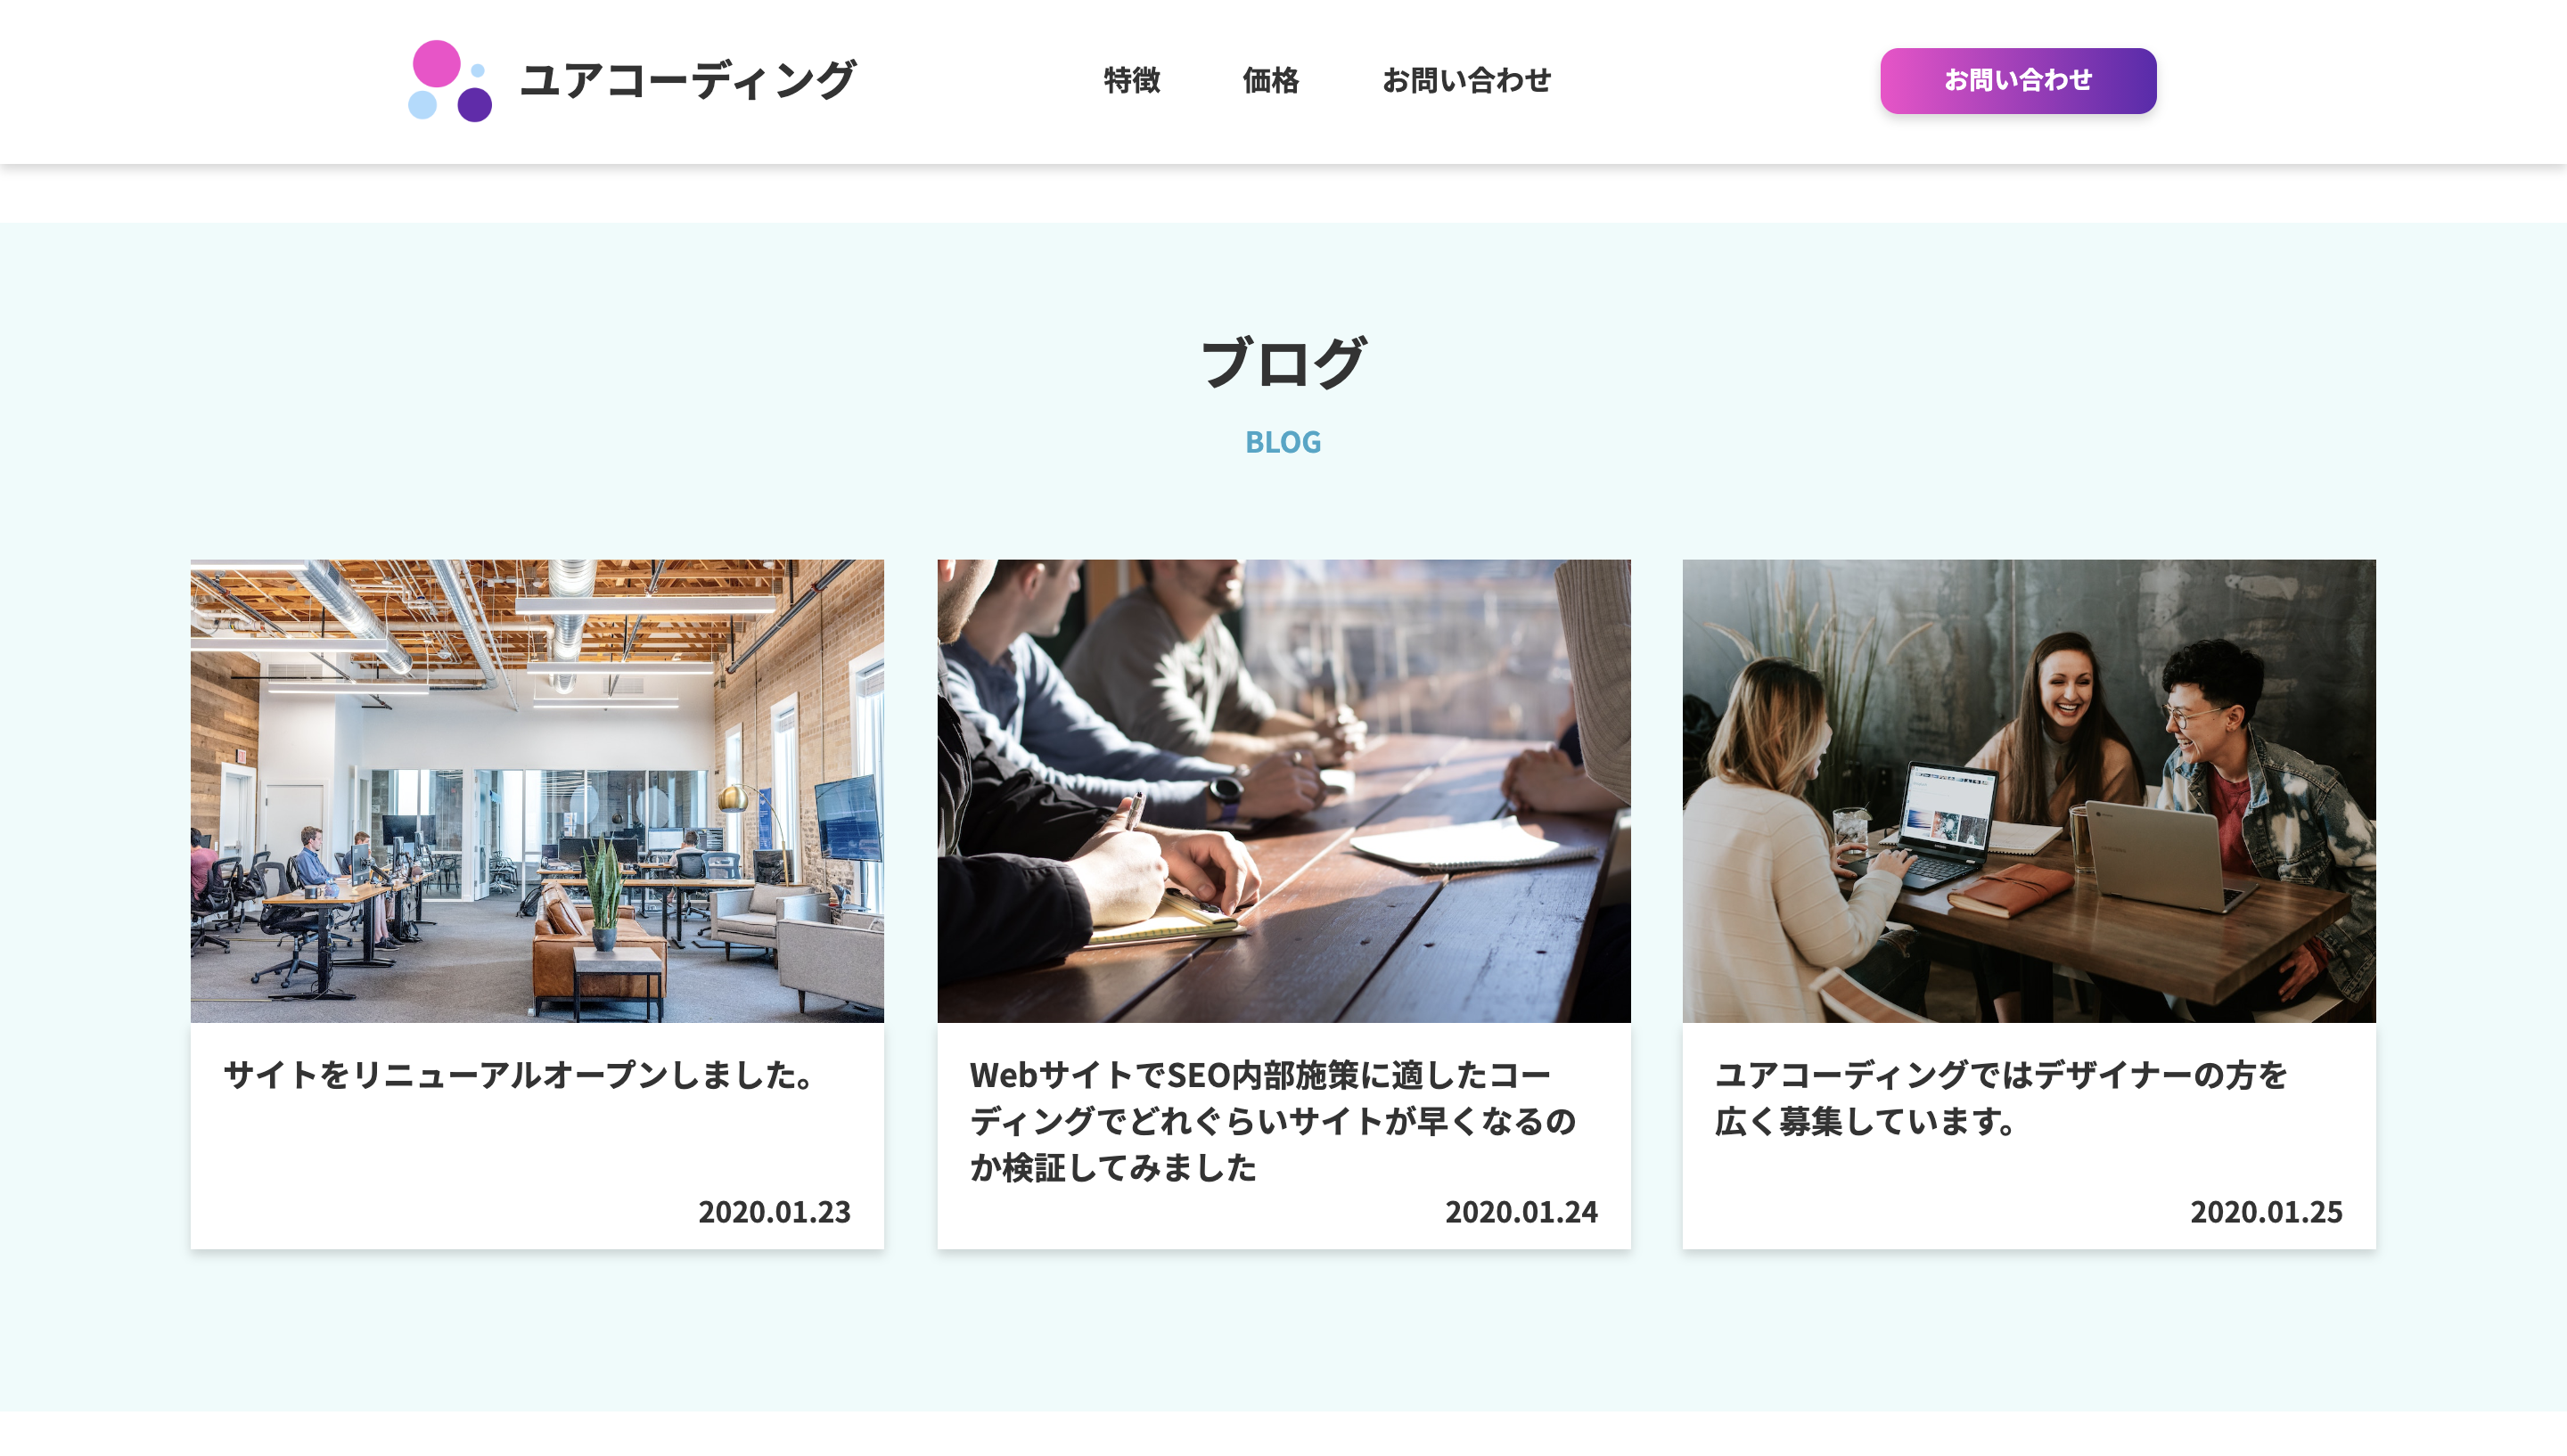 ユアコーディング
特徴
価格
お問い合わせ
お問い合わせ
ブログ
BLOG
サイトをリニューアルオープンしました。
2020.01.23
WebサイトでSEO内部施策に適したコー
ディングでどれぐらいサイトが早くなるの
か検証してみました
2020.01.24
ユアコーディングではデザイナーの方を
広く募集しています。
2020.01.25